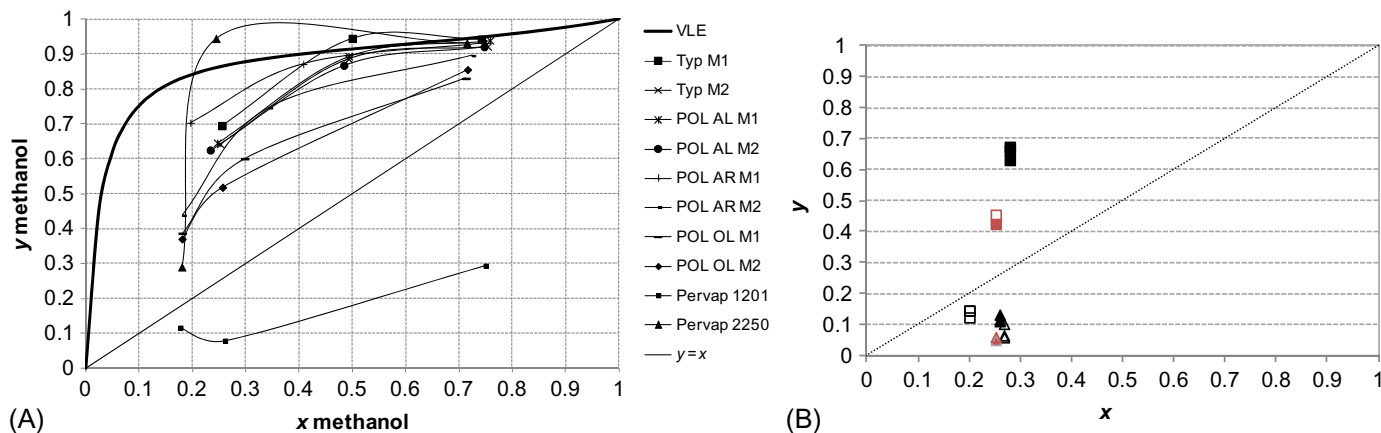 1
0.9
0.8
0.7
0.6
0.5
0.4
0.3
0.2
0.1
0
y methanol
0 0.1 0.2 0.3 0.4 0.5 0.6 0.7 0.8 0.9 1
x methanol
(A)
VLE
Typ M1
Typ M2
POL AL M1
POL AL M2
POL AR M1
POL AR M2
POL OL M1
POL OL M2
Pervap 1201
Pervap 2250
y = x
1
0.9
0.8
0.7
0.6
0.5
0.4
0.3
0.2
0.1
0
y
0 0.1 0.2 0.3 0.4 0.5 0.6 0.7 0.8 0.9 1
x
(B)